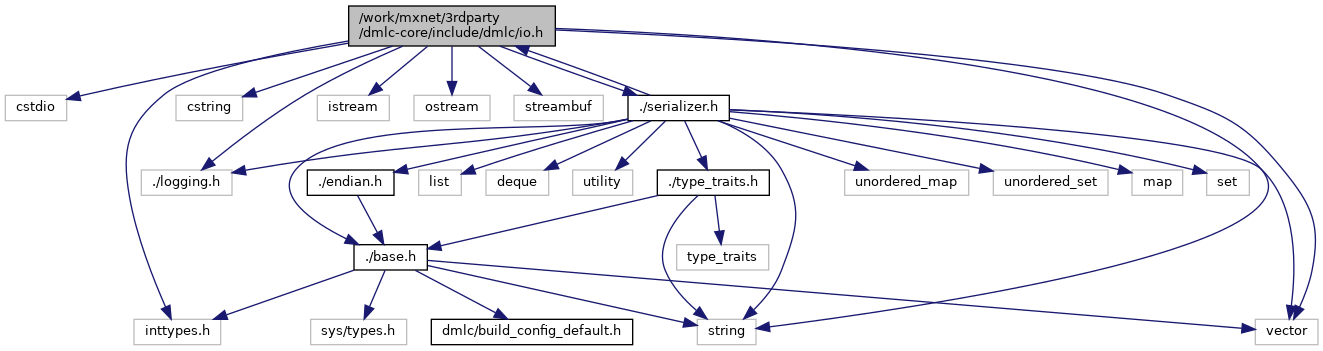 /work/mxnet/3rdparty
/dmlc-core/include/dmlc/io.h
cstdio
cstring
istream
ostream
streambuf
./serializer.h
./logging.h
./endian.h
list
deque
utility
./type_traits.h
unordered_map
unordered_set
map
set
./base.h
type_traits
inttypes.h
sys/types.h
dmlc/build_config_default.h
string
vector